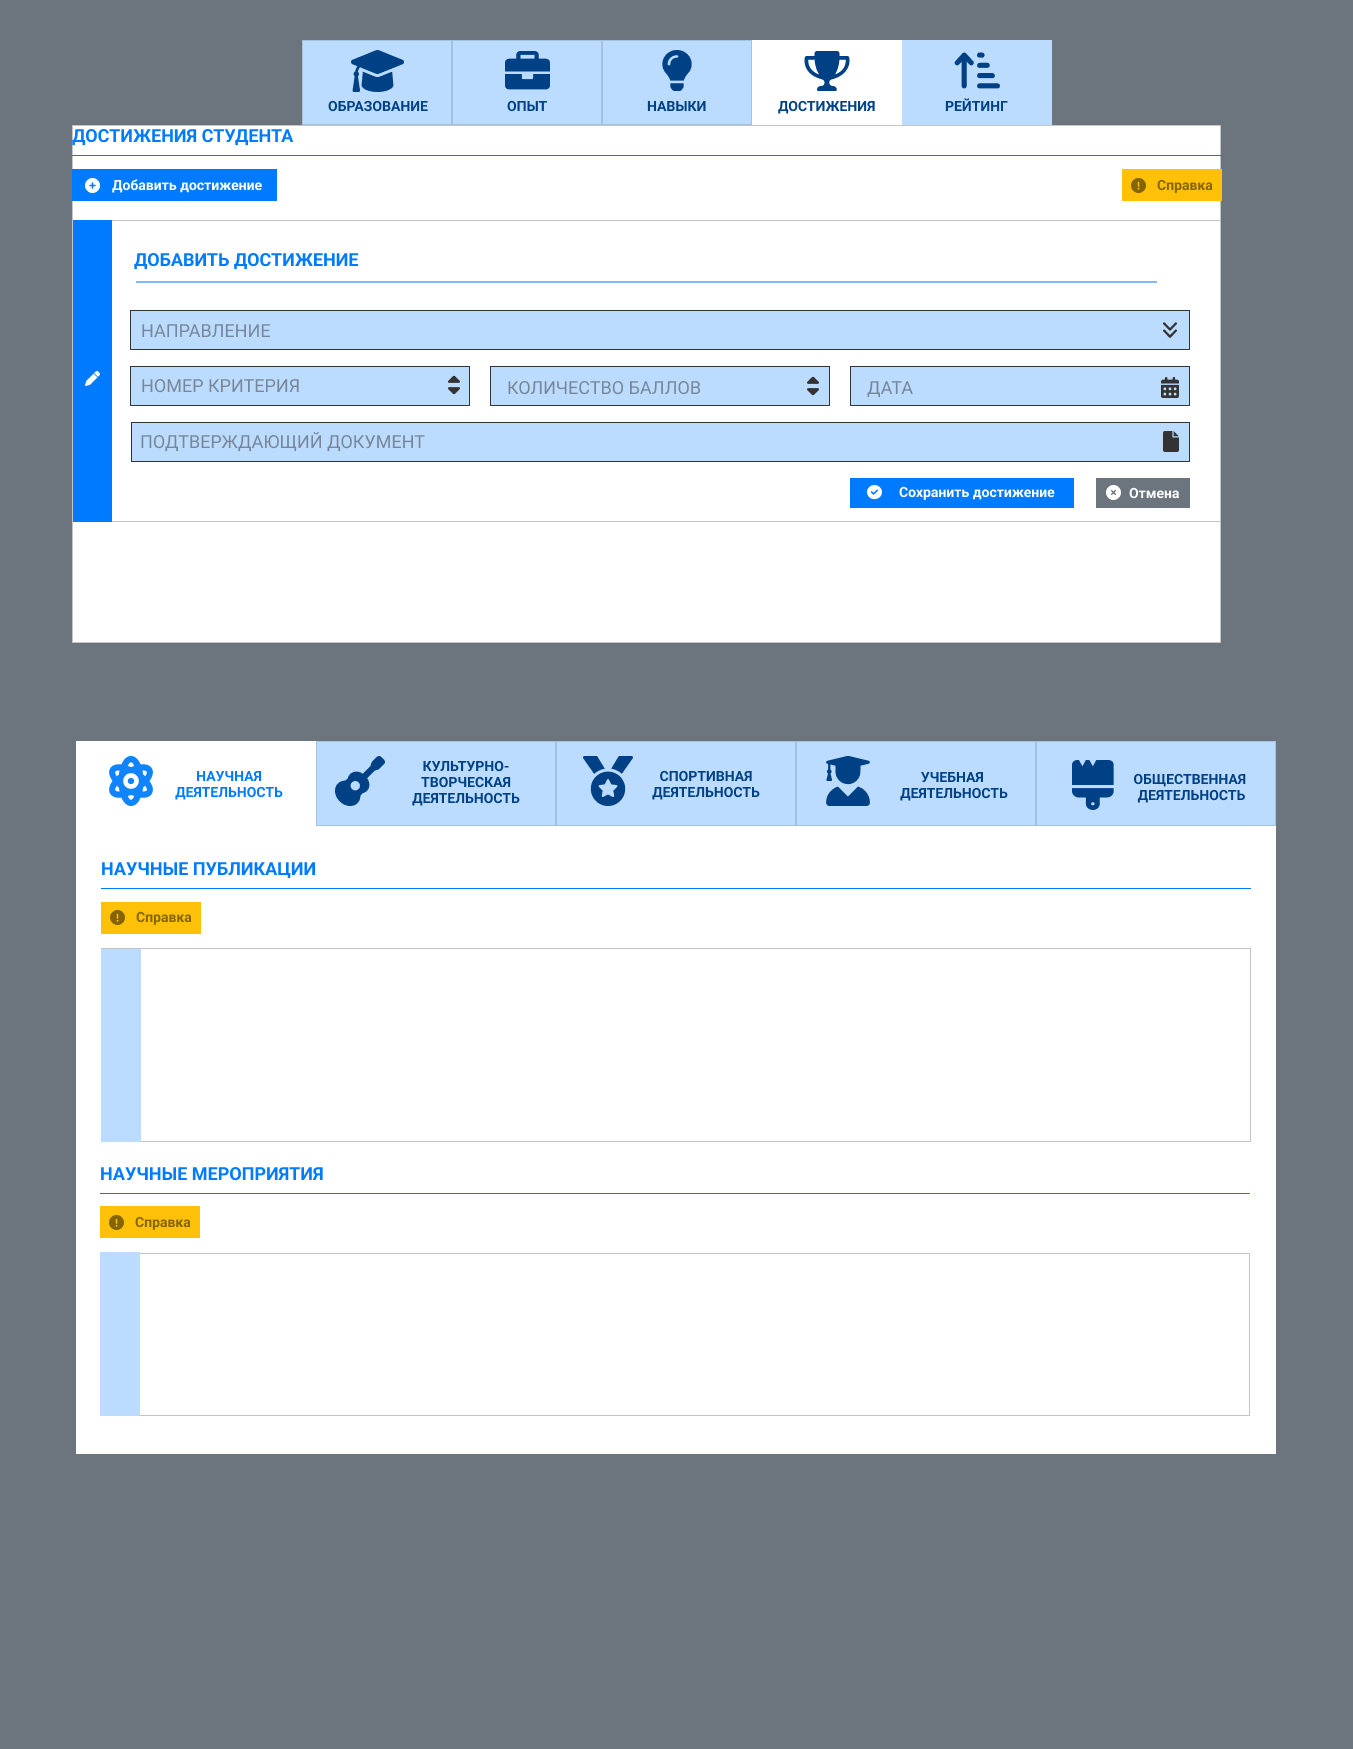 ОБРАЗОВАНИЕ
ОПЫТ
НАВЫКИ
ДОСТИЖЕНИЯ
РЕЙТИНГ
ДОСТИЖЕНИЯ СТУДЕНТА
Добавить достижение
Справка
ДОБАВИТЬ ДОСТИЖЕНИЕ
НАПРАВЛЕНИЕ
НОМЕР КРИТЕРИЯ
КОЛИЧЕСТВО БАЛЛОВ
ДАТА
ПОДТВЕРЖДАЮЩИЙ ДОКУМЕНТ
Сохранить достижение
Отмена
НАУЧНАЯ
ДЕЯТЕЛЬНОСТЬ
КУЛЬТУРНО-
ТВОРЧЕСКАЯ
ДЕЯТЕЛЬНОСТЬ
СПОРТИВНАЯ
ДЕЯТЕЛЬНОСТЬ
УЧЕБНАЯ
ДЕЯТЕЛЬНОСТЬ
ОБЩЕСТВЕННАЯ
ДЕЯТЕЛЬНОСТЬ
НАУЧНЫЕ ПУБЛИКАЦИИ
Справка
НАУЧНЫЕ МЕРОПРИЯТИЯ
Справка